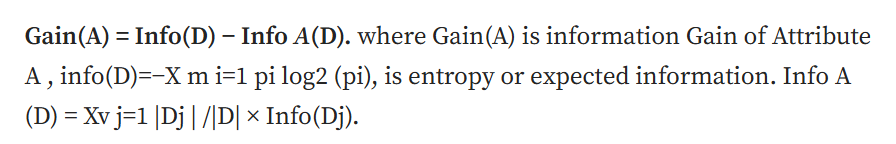 Gain(A) = Info(D) − Info A(D). where Gain(A) is information Gain of Attribute
A , info(D)=−X m i=1 pi log2 (pi), is entropy or expected information. Info A
(D) = Xv j=1 |Dj | /|D| × Info(Dj).